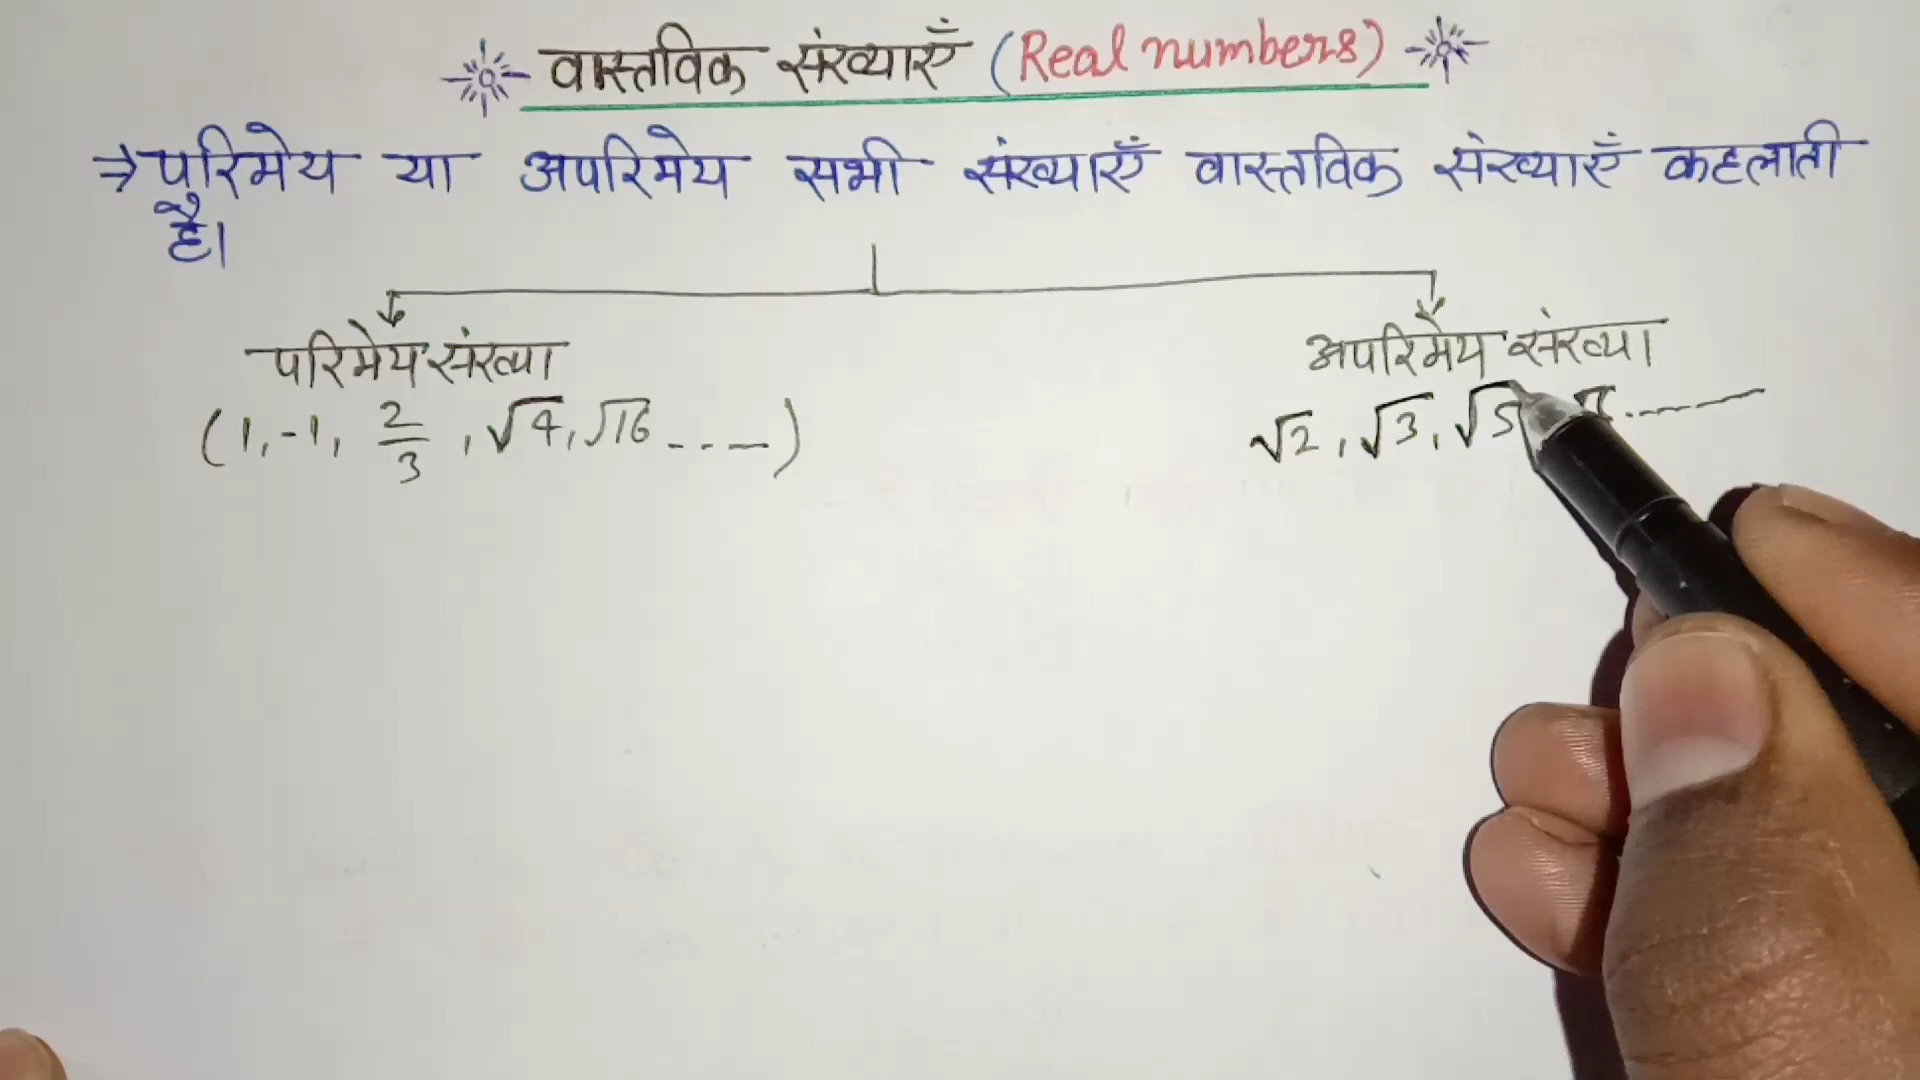 वास्तविक संख्याएँ (Real numbers)
→ परिमेय या अपरिमेय सभी संख्याएँ वास्तविक संख्याएँ कहलाती
है।
परिमेय संख्या
अपरिमेय संख्या
(1, -1, 2/3, √4, √16 ....)
√2, √3, √5, π ........